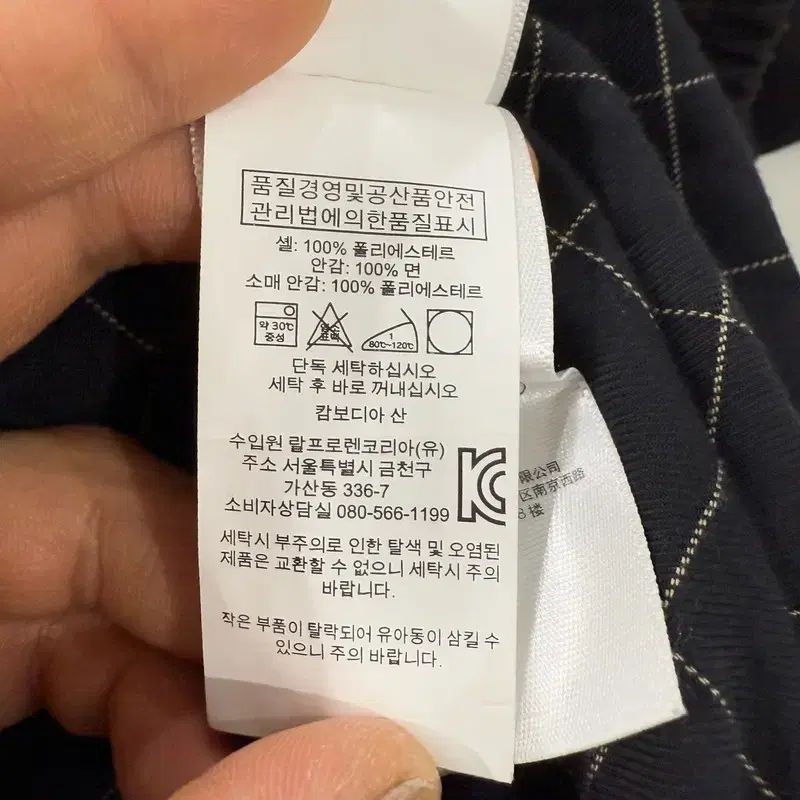 품질경영및공산품안전
관리법에의한품질표시
셸: 100% 폴리에스테르
안감: 100% 면
소매 안감: 100% 폴리에스테르
약 30℃
중성
염소
표백
80℃~120℃
단독 세탁하십시오
세탁 후 바로 꺼내십시오
캄보디아 산
수입원 랄프로렌코리아(유)
주소 서울특별시 금천구
가산동 336-7
소비자상담실 080-566-1199
세탁시 부주의로 인한 탈색 및 오염된
제품은 교환할 수 없으니 세탁시 주의
바랍니다.
작은 부품이 탈락되어 유아동이 삼킬 수
있으니 주의 바랍니다.
限公司
区南京西路
8 楼